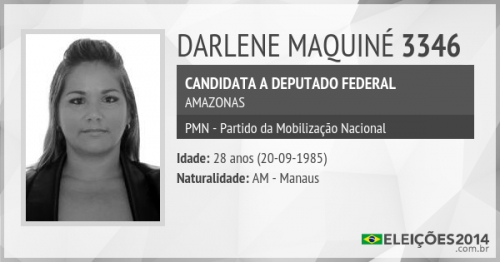 DARLENE MAQUINÉ 3346
CANDIDATA A DEPUTADO FEDERAL
AMAZONAS
PMN - Partido da Mobilização Nacional
Idade: 28 anos (20-09-1985)
Naturalidade: AM - Manaus
ELEIÇÕES2014
.com.br